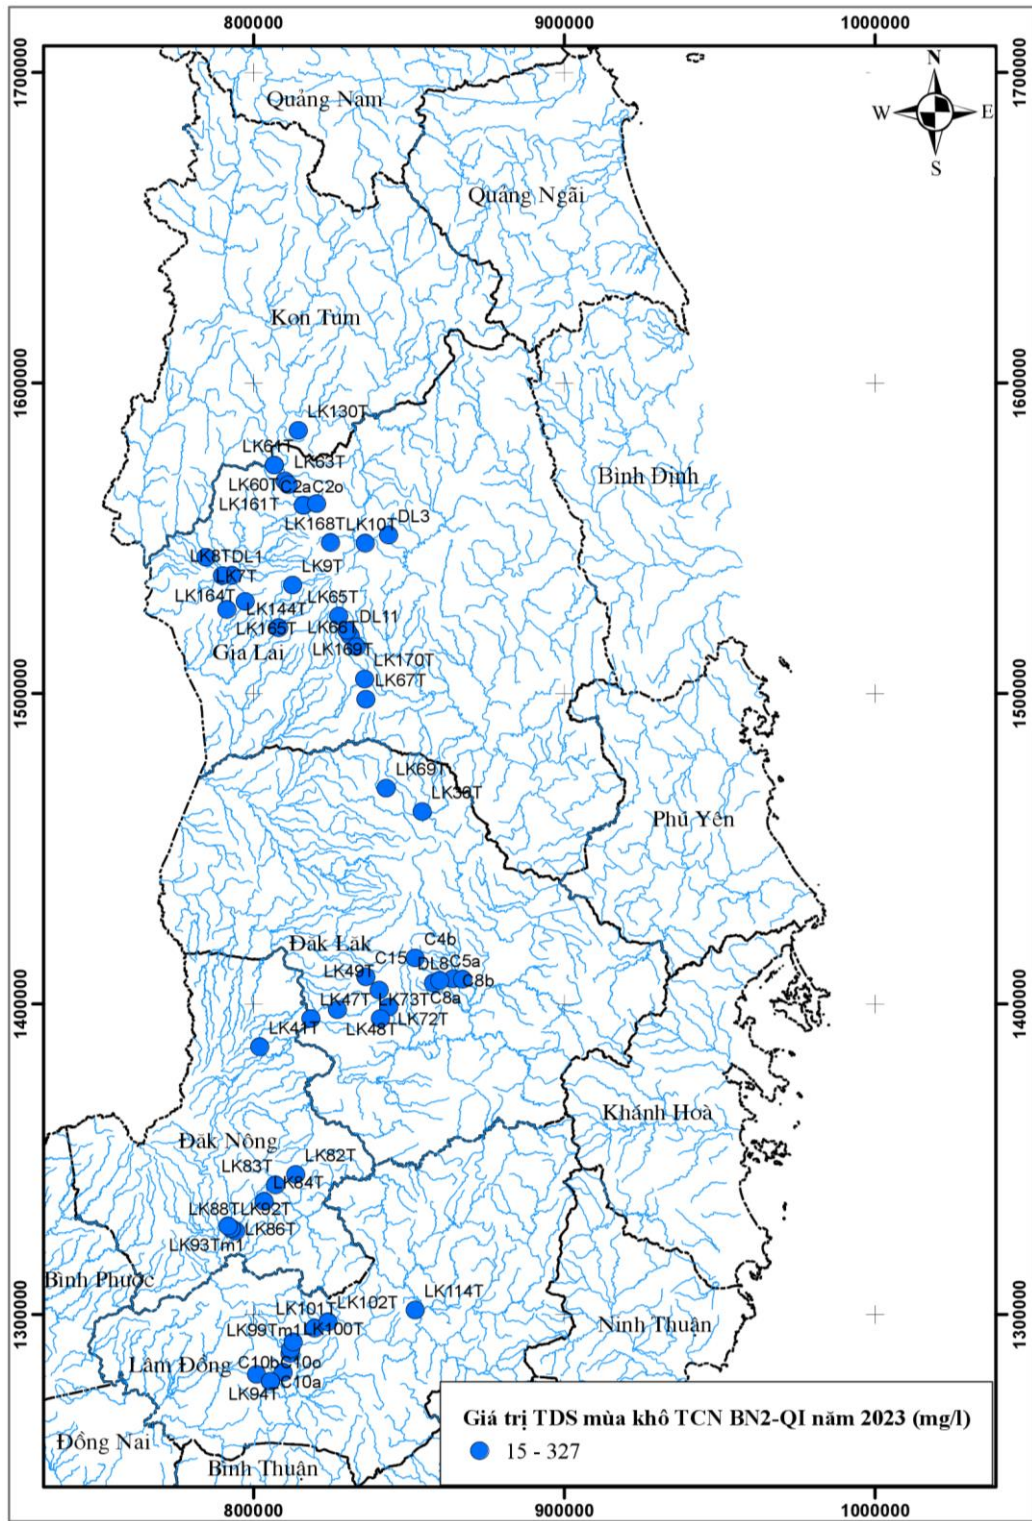 800000 900000 1000000
1700000 1700000
N
W E
S
Quảng Nam
Quảng Ngãi
Kon Tum
1600000 1600000
LK130T
LK61T
LK63T
Bình Định
LK60T C2a C2o
LK161T
LK168T LK10T DL3
LK8T DL1
LK9T
LK7T
LK164T
LK65T
LK144T
DL11
LK165T LK66T
Gia Lai
LK169T
LK170T
LK67T
1500000 1500000
LK69T
LK38T
Phú Yên
Đăk Lăk
C4b
C15 DL8 C5a
LK49T
C8b
LK47T LK73T C8a
1400000 1400000
LK41T LK48T LK72T
Khánh Hoà
Đăk Nông
LK83T LK82T
LK84T
LK88T LK92T
LK86T
LK93Tm1
Bình Phước
LK114T
LK101T LK102T
1300000 1300000
LK99Tm1 LK100T
Ninh Thuận
Lâm Đồng
C10b C10o
C10a
LK94T
Đồng Nai
Bình Thuận
Giá trị TDS mùa khô TCN BN2-QI năm 2023 (mg/l)
15 - 327
800000 900000 1000000